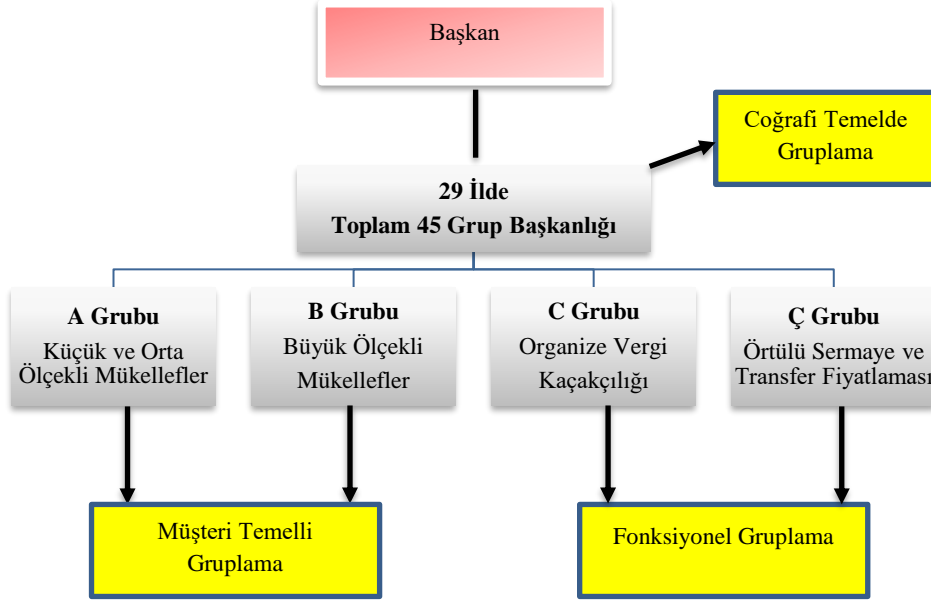 Başkan
Coğrafi Temelde
Gruplama
29 İlde
Toplam 45 Grup Başkanlığı
A Grubu
Küçük ve Orta
Ölçekli Mükellefler
B Grubu
Büyük Ölçekli
Mükellefler
C Grubu
Organize Vergi
Kaçakçılığı
Ç Grubu
Örtülü Sermaye ve
Transfer Fiyatlaması
Müşteri Temelli
Gruplama
Fonksiyonel Gruplama